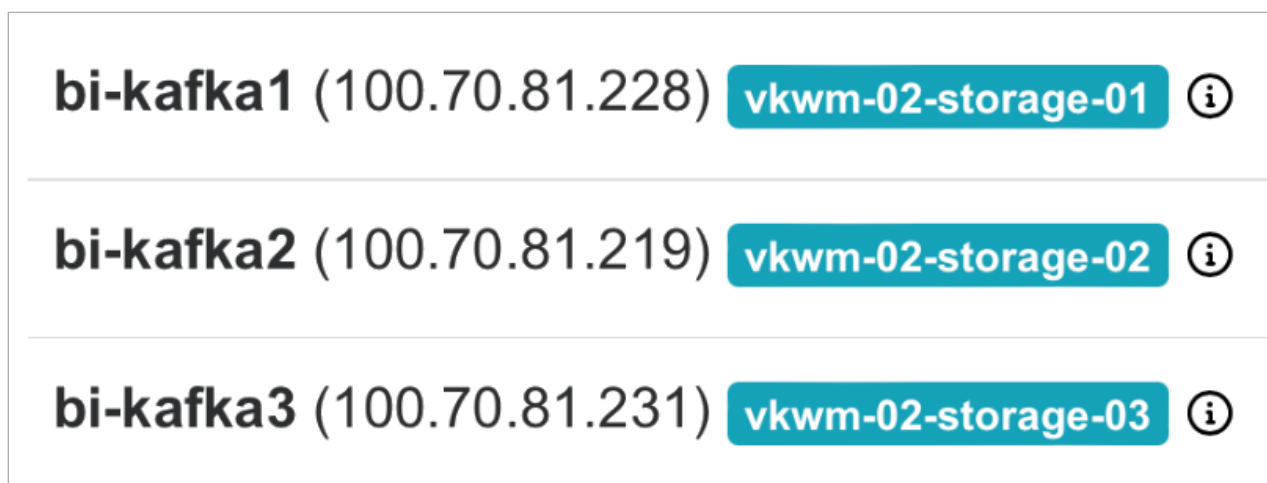 bi-kafka1 (100.70.81.228) vkwm-02-storage-01
bi-kafka2 (100.70.81.219) vkwm-02-storage-02
bi-kafka3 (100.70.81.231) vkwm-02-storage-03